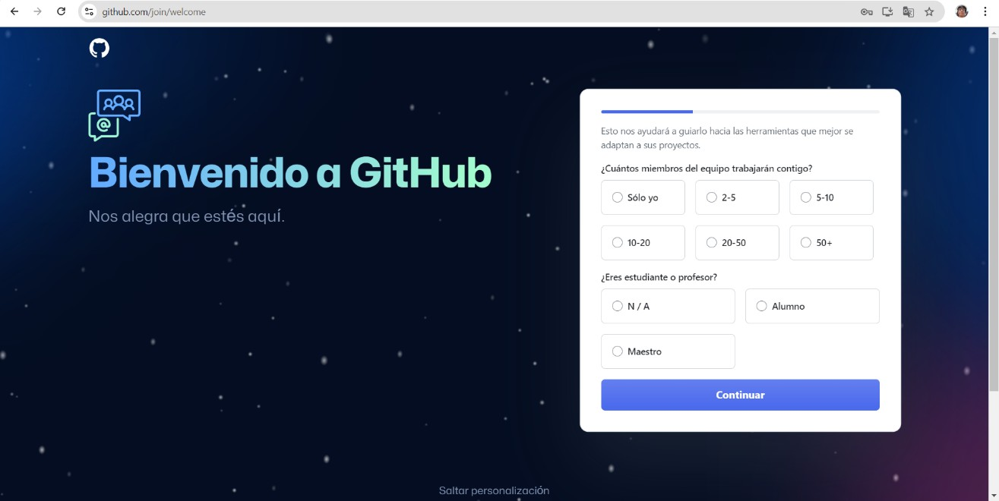 github.com/join/welcome
@
Bienvenido a GitHub
Nos alegra que estés aquí.
Esto nos ayudará a guiarlo hacia las herramientas que mejor se
adaptan a sus proyectos.
¿Cuántos miembros del equipo trabajarán contigo?
Sólo yo
2-5
5-10
10-20
20-50
50+
¿Eres estudiante o profesor?
N / A
Alumno
Maestro
Continuar
Saltar personalización